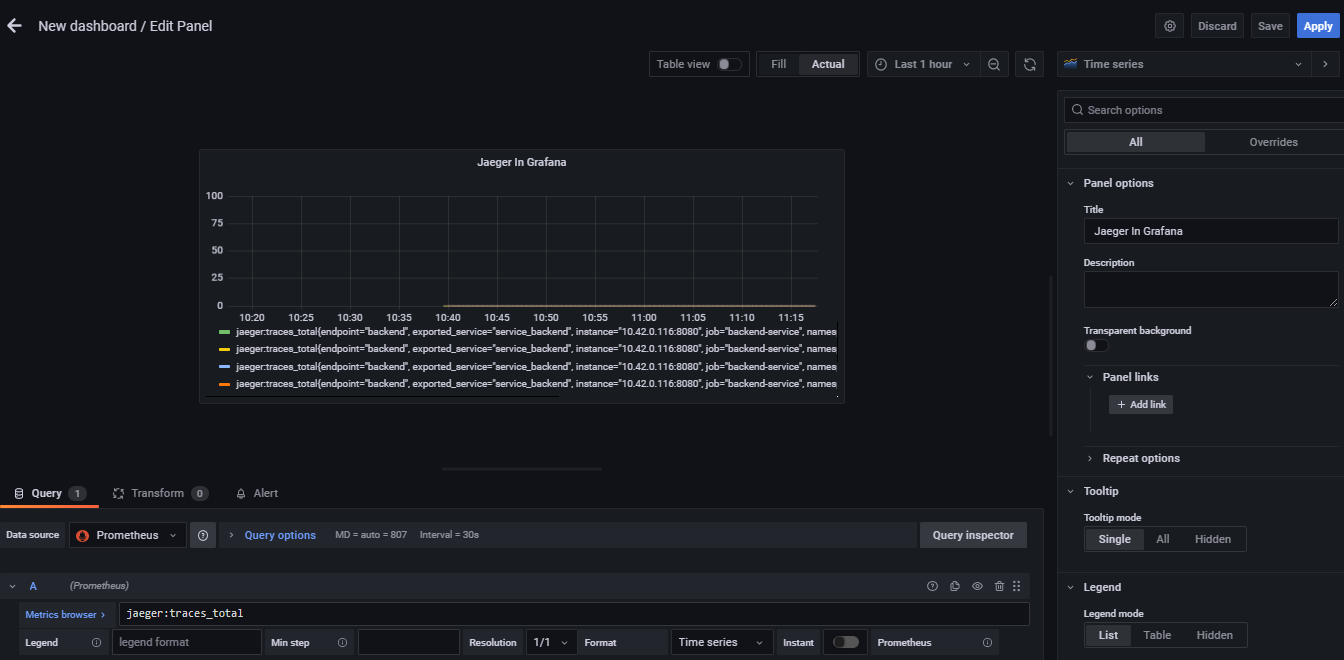 New dashboard / Edit Panel
Discard Save Apply
Table view Fill Actual Last 1 hour
Time series
Search options
All Overrides
Panel options
Title
Jaeger In Grafana
Description
Transparent background
Panel links
+ Add link
Repeat options
Tooltip
Tooltip mode
Single All Hidden
Legend
Legend mode
List Table Hidden
Jaeger In Grafana
100
75
50
25
0
10:20 10:25 10:30 10:35 10:40 10:45 10:50 10:55 11:00 11:05 11:10 11:15
jaeger:traces_total{endpoint="backend", exported_service="service_backend", instance="10.42.0.116:8080", job="backend-service", names
jaeger:traces_total{endpoint="backend", exported_service="service_backend", instance="10.42.0.116:8080", job="backend-service", names
jaeger:traces_total{endpoint="backend", exported_service="service_backend", instance="10.42.0.116:8080", job="backend-service", names
jaeger:traces_total{endpoint="backend", exported_service="service_backend", instance="10.42.0.116:8080", job="backend-service", names
Query 1 Transform 0 Alert
Data source Prometheus Query options MD = auto = 807 Interval = 30s Query inspector
A (Prometheus)
Metrics browser > jaeger:traces_total
Legend legend format Min step Resolution 1/1 Format Time series Instant Prometheus